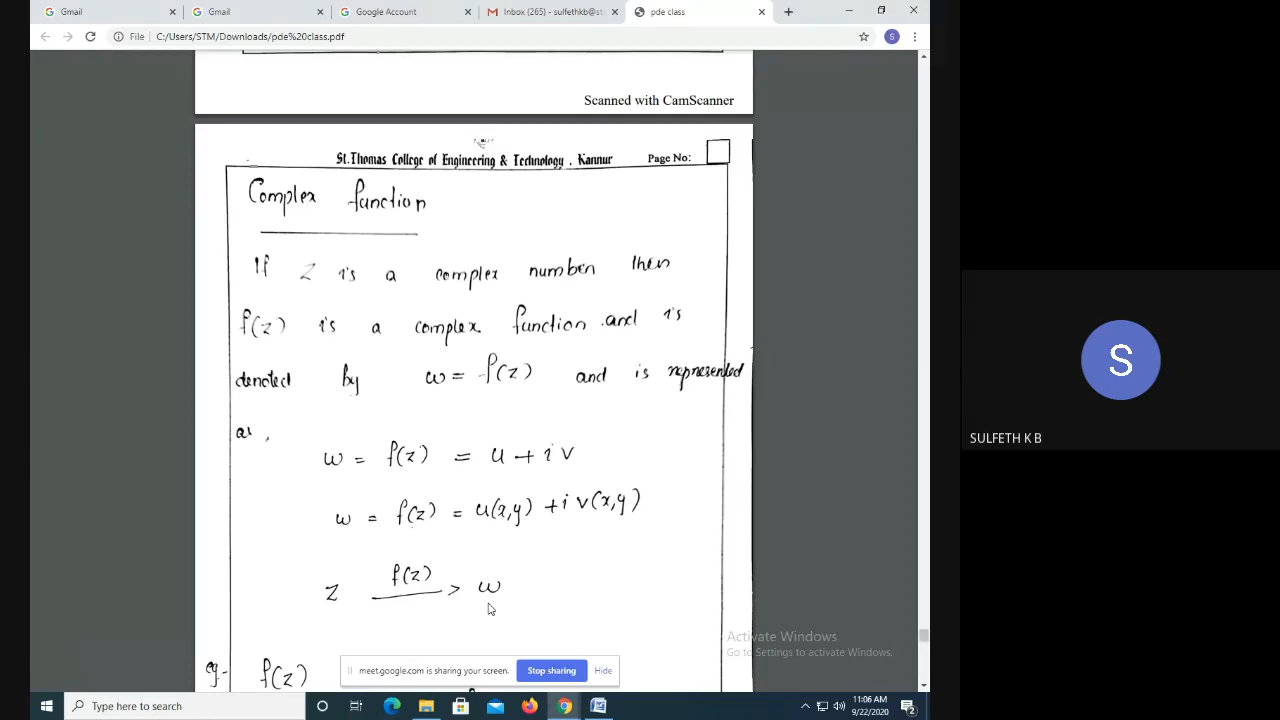 Gmail
Gmail
Google Account
Inbox (265) - sulfethkb@st
pde class
File
C:/Users/STM/Downloads/pde%20class.pdf
S
Scanned with CamScanner
St.Thomas College of Engineering & Technology , Kannur
Page No:
Complex function
If z is a complex number then
f(z) is a complex function and is
denoted by w = f(z) and is represented
as,
w = f(z) = u + i v
w = f(z) = u(x,y) + i v(x,y)
z f(z) > w
eg- f(z)
S
SULFETH K B
Activate Windows
Go to Settings to activate Windows.
meet.google.com is sharing your screen.
Stop sharing
Hide
Type here to search
11:06 AM
9/22/2020
2